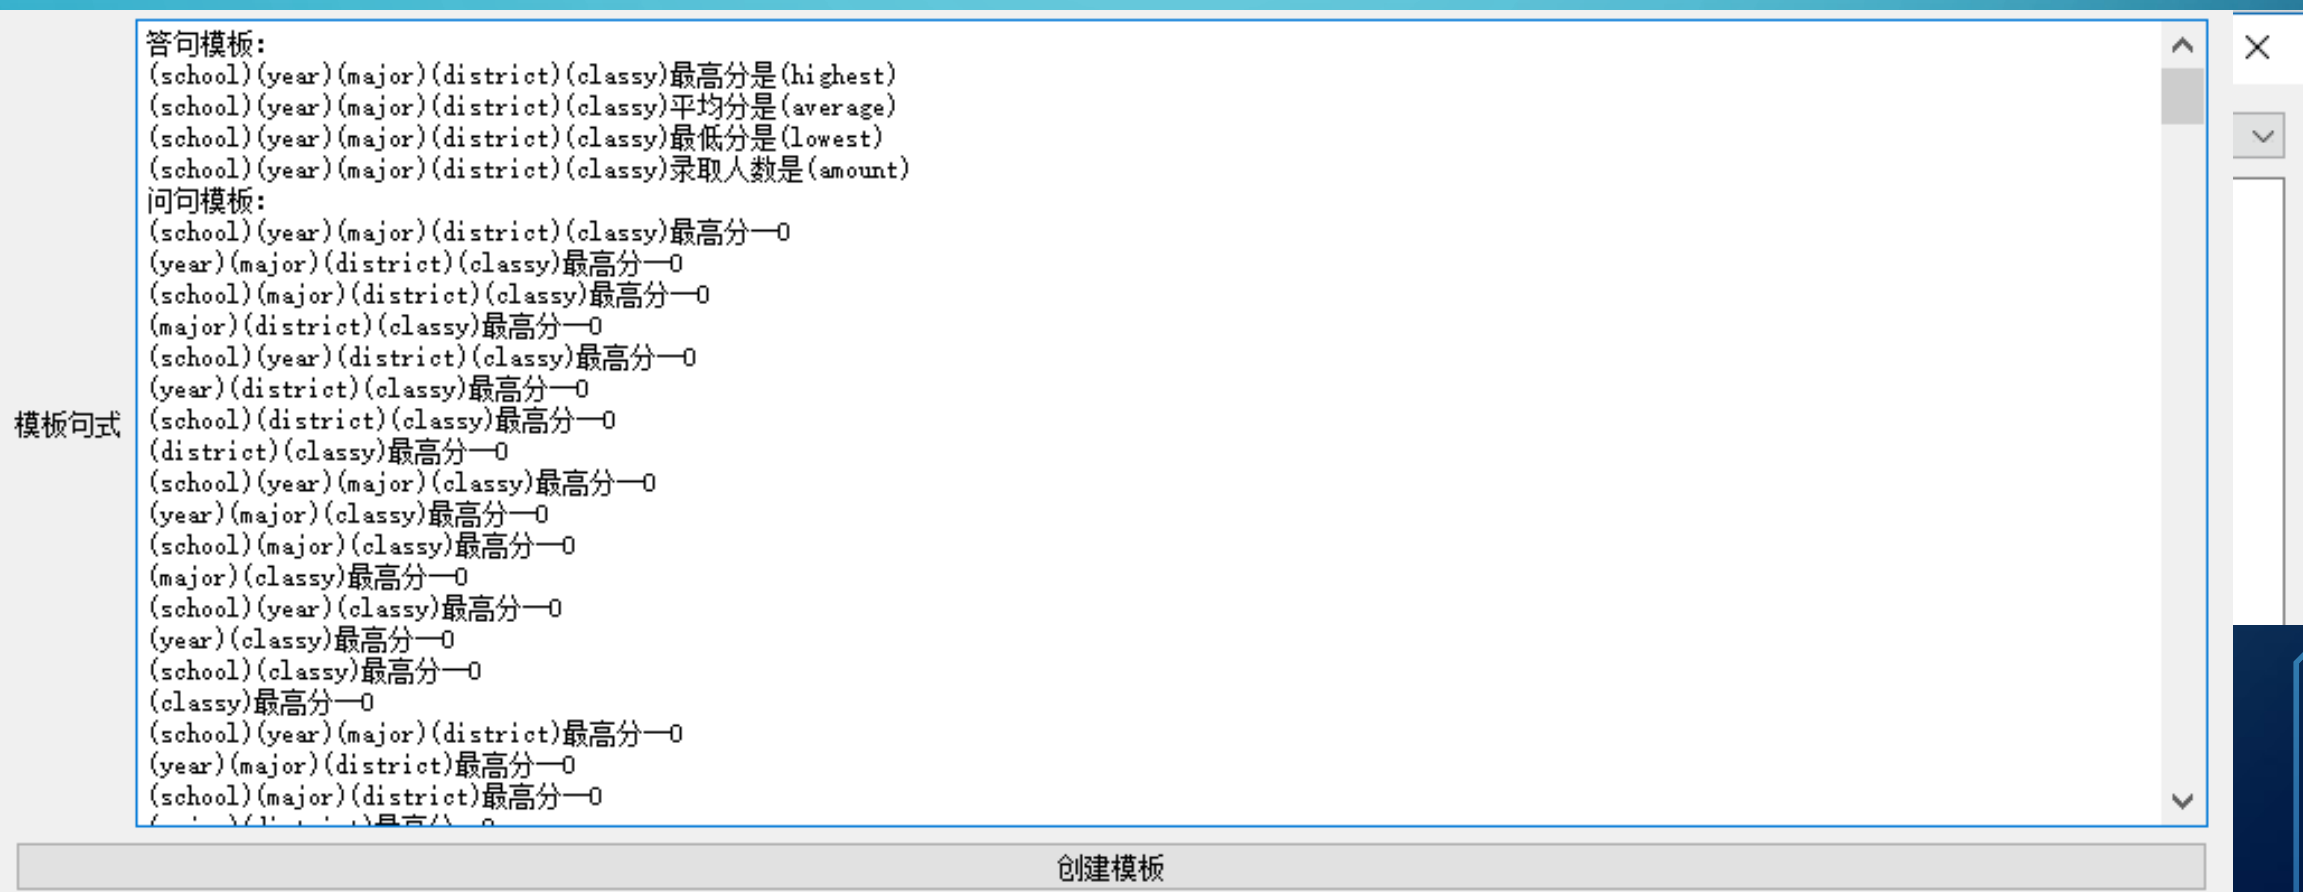 答句模板：
(school)(year)(major)(district)(classy)最高分是(highest)
(school)(year)(major)(district)(classy)平均分是(average)
(school)(year)(major)(district)(classy)最低分是(lowest)
(school)(year)(major)(district)(classy)录取人数是(amount)
问句模板：
(school)(year)(major)(district)(classy)最高分—0
(year)(major)(district)(classy)最高分—0
(school)(major)(district)(classy)最高分—0
(major)(district)(classy)最高分—0
(school)(year)(district)(classy)最高分—0
(year)(district)(classy)最高分—0
模板句式
(school)(district)(classy)最高分—0
(district)(classy)最高分—0
(school)(year)(major)(classy)最高分—0
(year)(major)(classy)最高分—0
(school)(major)(classy)最高分—0
(major)(classy)最高分—0
(school)(year)(classy)最高分—0
(year)(classy)最高分—0
(school)(classy)最高分—0
(classy)最高分—0
(school)(year)(major)(district)最高分—0
(year)(major)(district)最高分—0
(school)(major)(district)最高分—0
创建模板